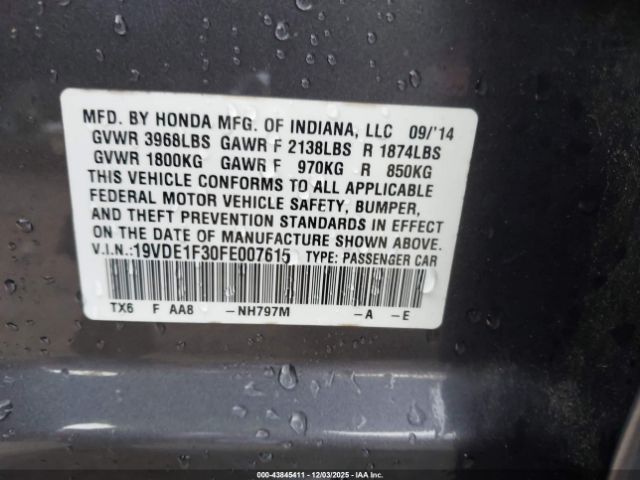 MFD. BY HONDA MFG. OF INDIANA, LLC 09/'14
GVWR 3968LBS GAWR F 2138LBS R 1874LBS
GVWR 1800KG GAWR F 970KG R 850KG
THIS VEHICLE CONFORMS TO ALL APPLICABLE
FEDERAL MOTOR VEHICLE SAFETY, BUMPER,
AND THEFT PREVENTION STANDARDS IN EFFECT
ON THE DATE OF MANUFACTURE SHOWN ABOVE.
V.I.N.:19VDE1F30FE007615 TYPE: PASSENGER CAR
TX6 F AA8 –NH797M –A –E
000-43845411 - 12/03/2025 - IAA Inc.